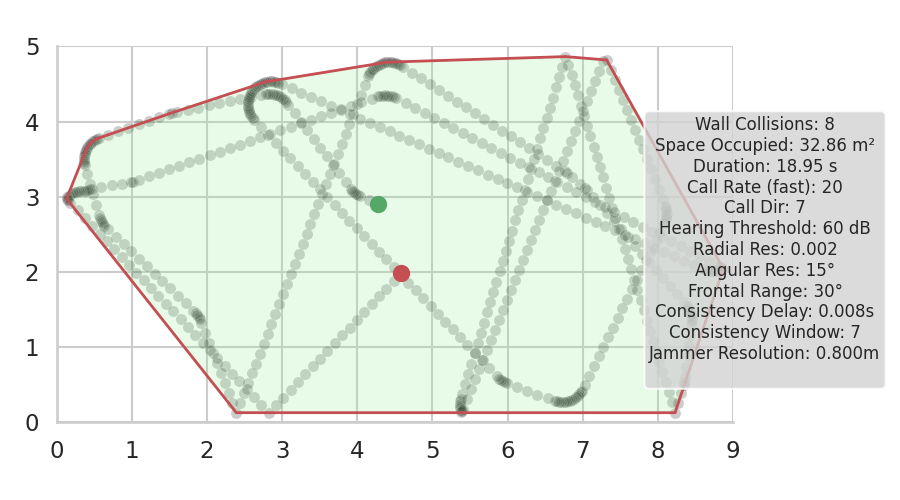 5
4
3
2
1
0
0 1 2 3 4 5 6 7 8 9
Wall Collisions: 8
Space Occupied: 32.86 m²
Duration: 18.95 s
Call Rate (fast): 20
Call Dir: 7
Hearing Threshold: 60 dB
Radial Res: 0.002
Angular Res: 15°
Frontal Range: 30°
Consistency Delay: 0.008s
Consistency Window: 7
Jammer Resolution: 0.800m